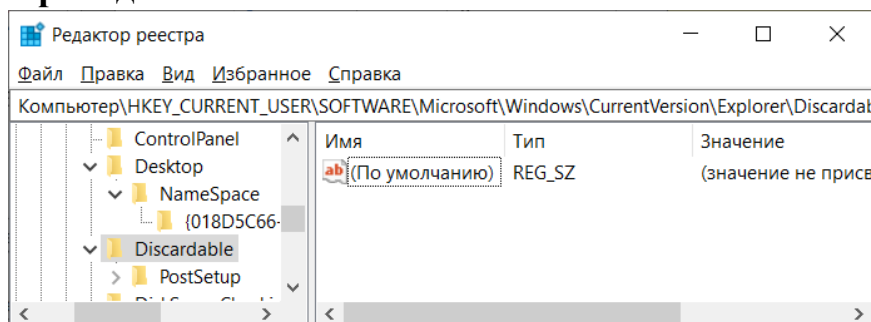 Редактор реестра
Файл Правка Вид Избранное Справка
Компьютер\HKEY_CURRENT_USER\SOFTWARE\Microsoft\Windows\CurrentVersion\Explorer\Discardab
ControlPanel
Desktop
NameSpace
{018D5C66-
Discardable
PostSetup
Имя Тип Значение
ab (По умолчанию) REG_SZ (значение не присв